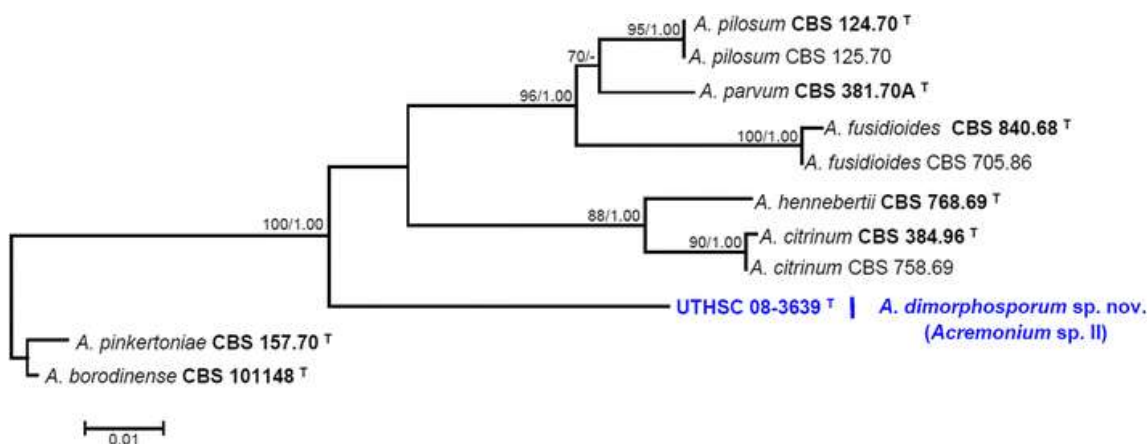 A. pilosum CBS 124.70 T
95/1.00
A. pilosum CBS 125.70
70/-
A. parvum CBS 381.70A T
96/1.00
A. fusidioides CBS 840.68 T
100/1.00
A. fusidioides CBS 705.86
A. hennebertii CBS 768.69 T
88/1.00
100/1.00
A. citrinum CBS 384.96 T
90/1.00
A. citrinum CBS 758.69
UTHSC 08-3639 T A. dimorphosporum sp. nov.
(Acremonium sp. II)
A. pinkertoniae CBS 157.70 T
A. borodinense CBS 101148 T
0.01